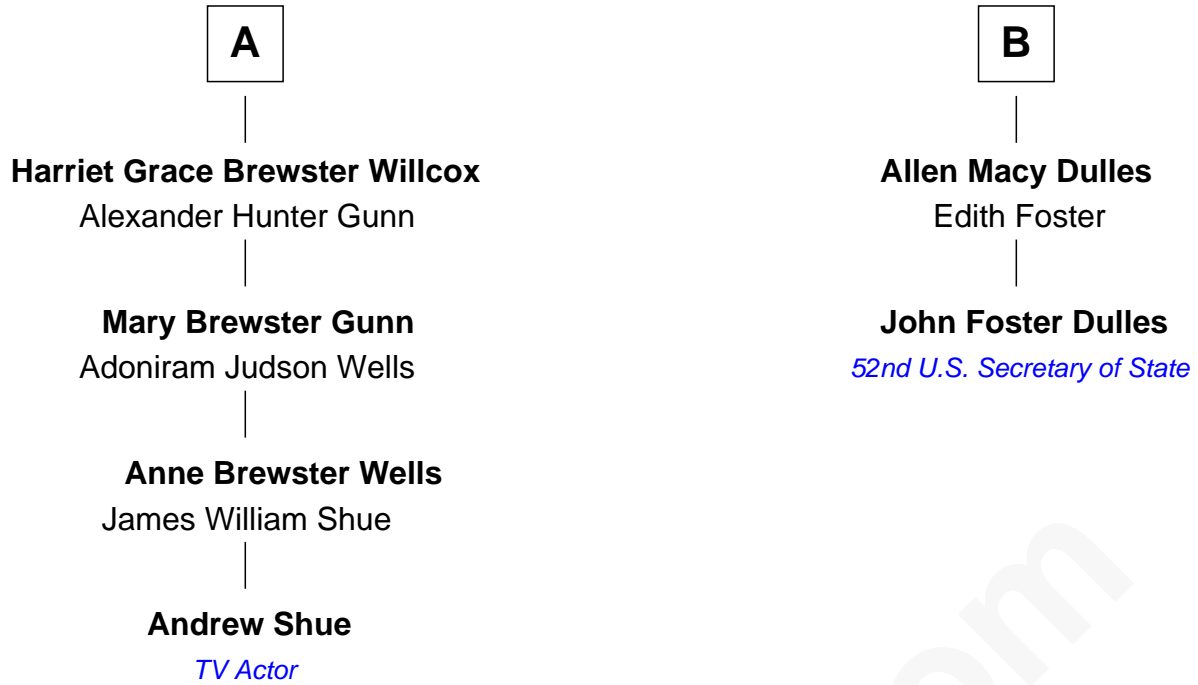 A
Harriet Grace Brewster Willcox
Alexander Hunter Gunn
Mary Brewster Gunn
Adoniram Judson Wells
Anne Brewster Wells
James William Shue
Andrew Shue
TV Actor
B
Allen Macy Dulles
Edith Foster
John Foster Dulles
52nd U.S. Secretary of State
om